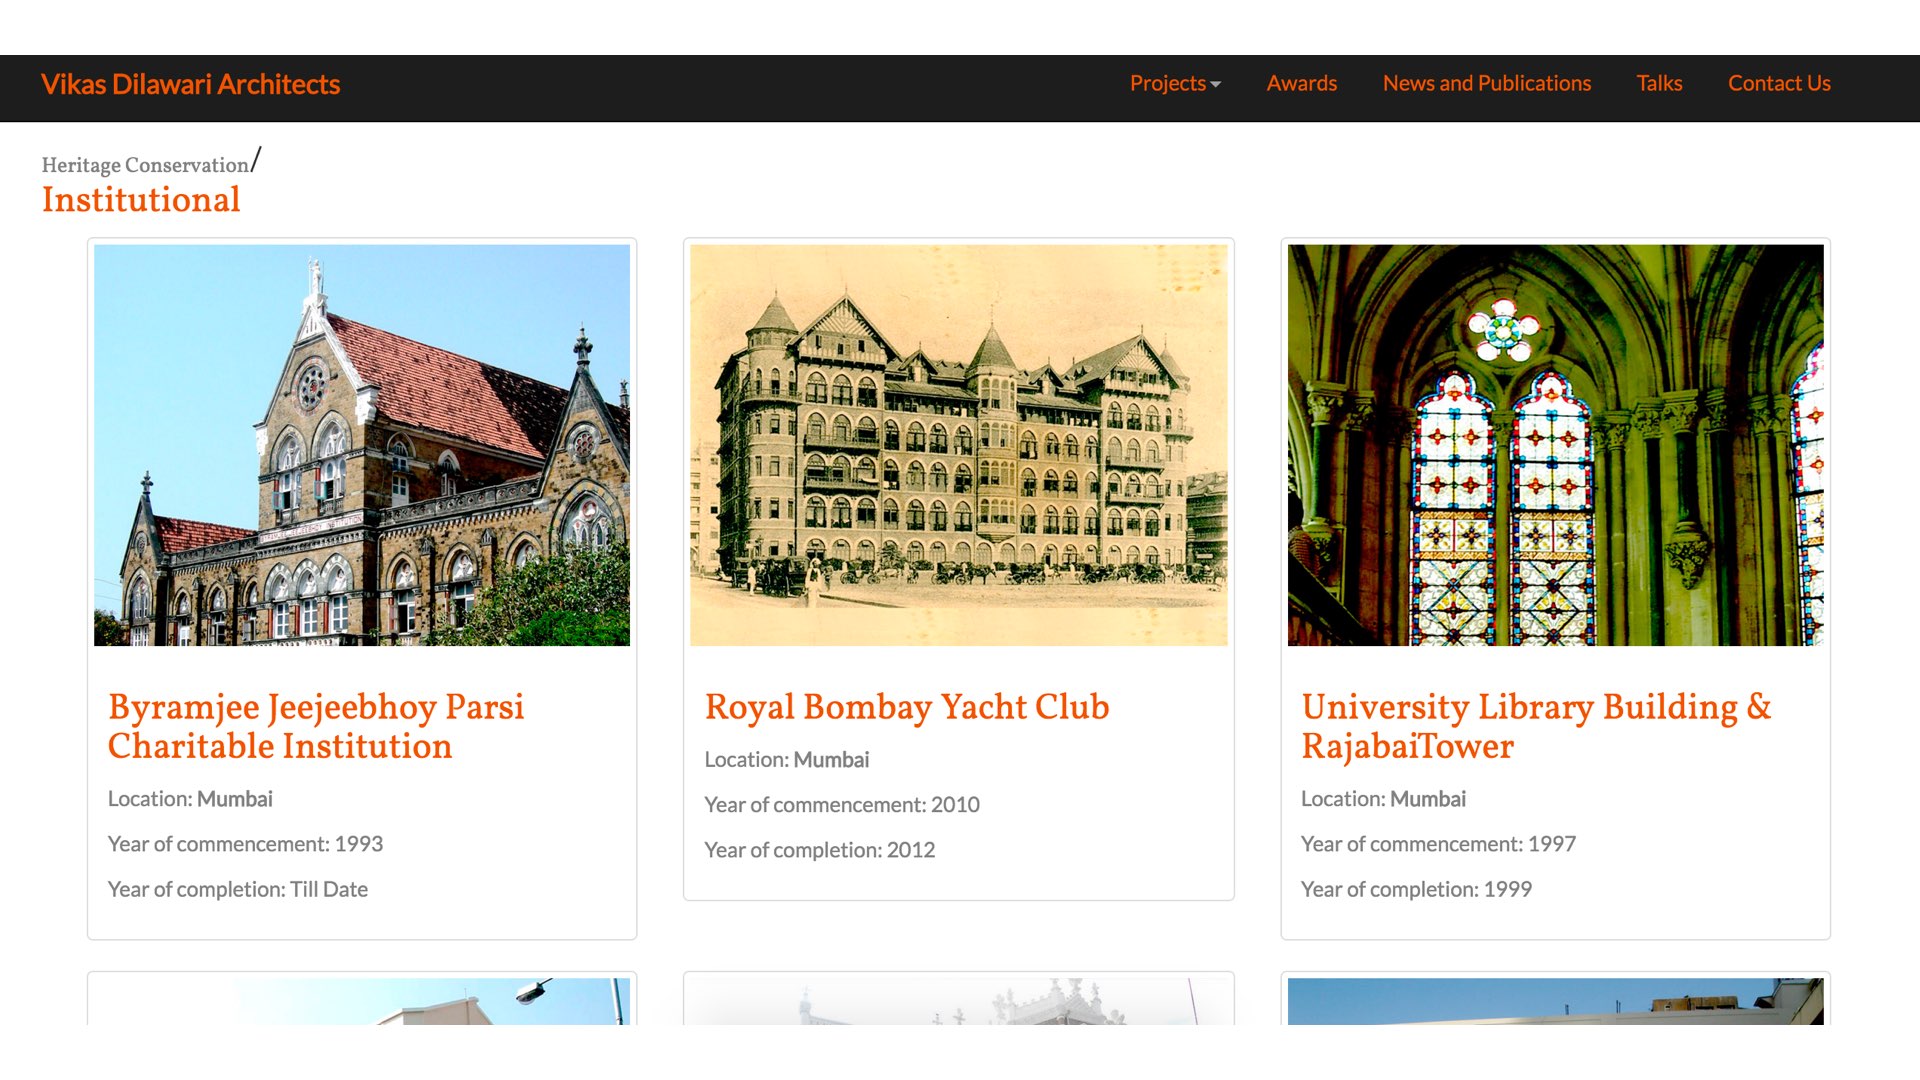 Vikas Dilawari Architects
Projects Awards News and Publications Talks Contact Us
Heritage Conservation/
Institutional
Byramjee Jeejeebhoy Parsi
Charitable Institution
Location: Mumbai
Year of commencement: 1993
Year of completion: Till Date
Royal Bombay Yacht Club
Location: Mumbai
Year of commencement: 2010
Year of completion: 2012
University Library Building &
RajabaiTower
Location: Mumbai
Year of commencement: 1997
Year of completion: 1999